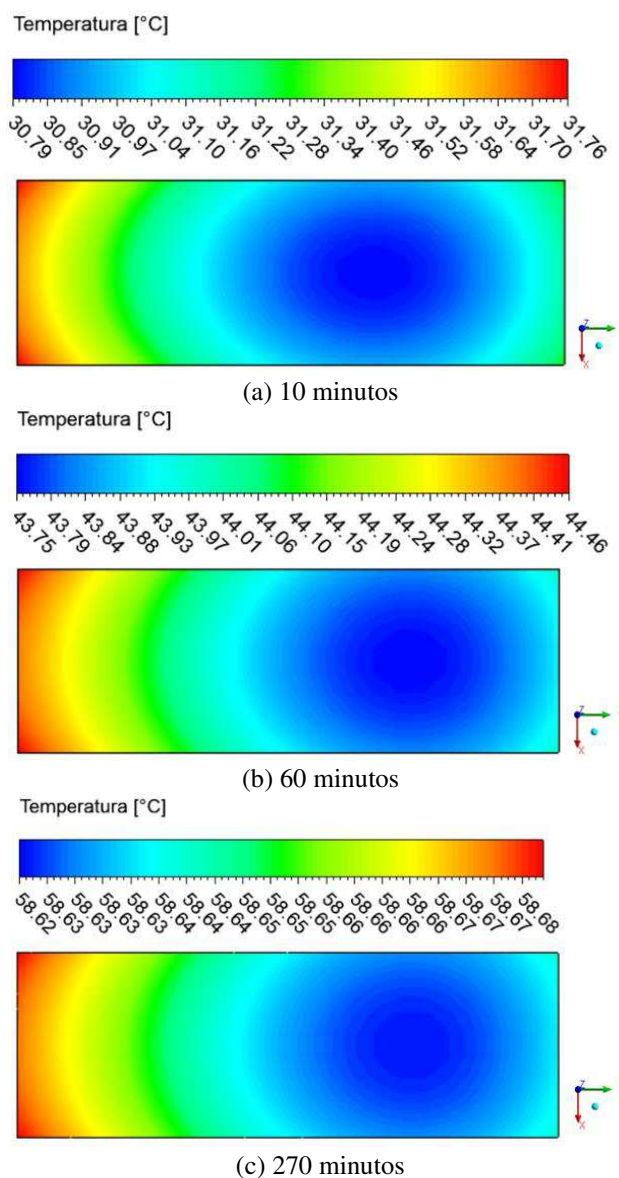 Temperatura [°C]
30.79 30.85 30.91 30.97 31.04 31.10 31.16 31.22 31.28 31.34 31.40 31.46 31.52 31.58 31.64 31.70 31.76
Z
X
(a) 10 minutos
Temperatura [°C]
43.75 43.79 43.84 43.88 43.93 43.97 44.01 44.06 44.10 44.15 44.19 44.24 44.28 44.32 44.37 44.41 44.46
Z
X
(b) 60 minutos
Temperatura [°C]
58.62 58.63 58.63 58.63 58.64 58.64 58.64 58.65 58.65 58.65 58.66 58.66 58.66 58.67 58.67 58.67 58.68
Z
X
(c) 270 minutos